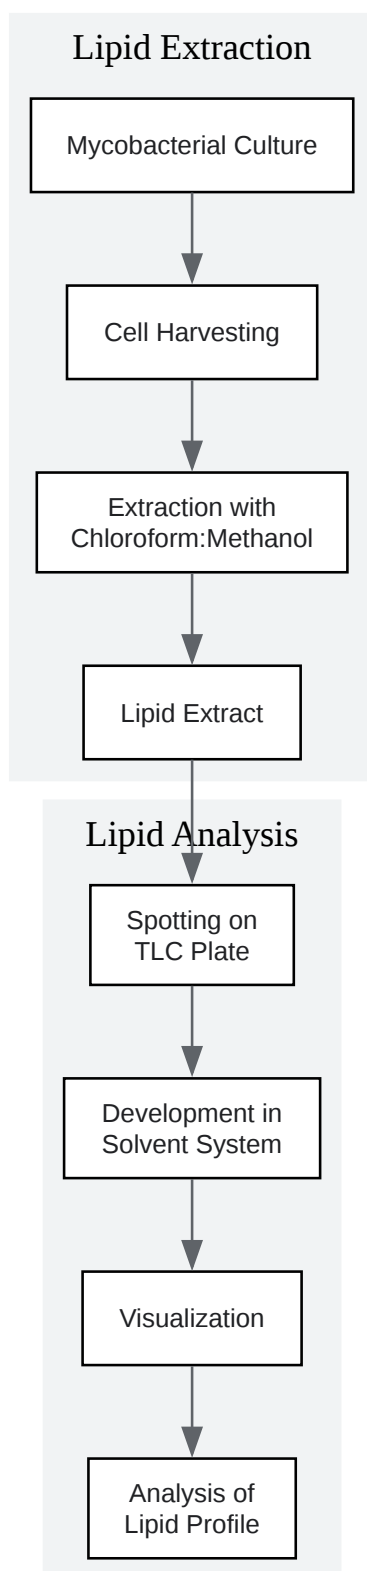 Lipid Extraction
Mycobacterial Culture
Cell Harvesting
Extraction with
Chloroform:Methanol
Lipid Extract
Lipid Analysis
Spotting on
TLC Plate
Development in
Solvent System
Visualization
Analysis of
Lipid Profile